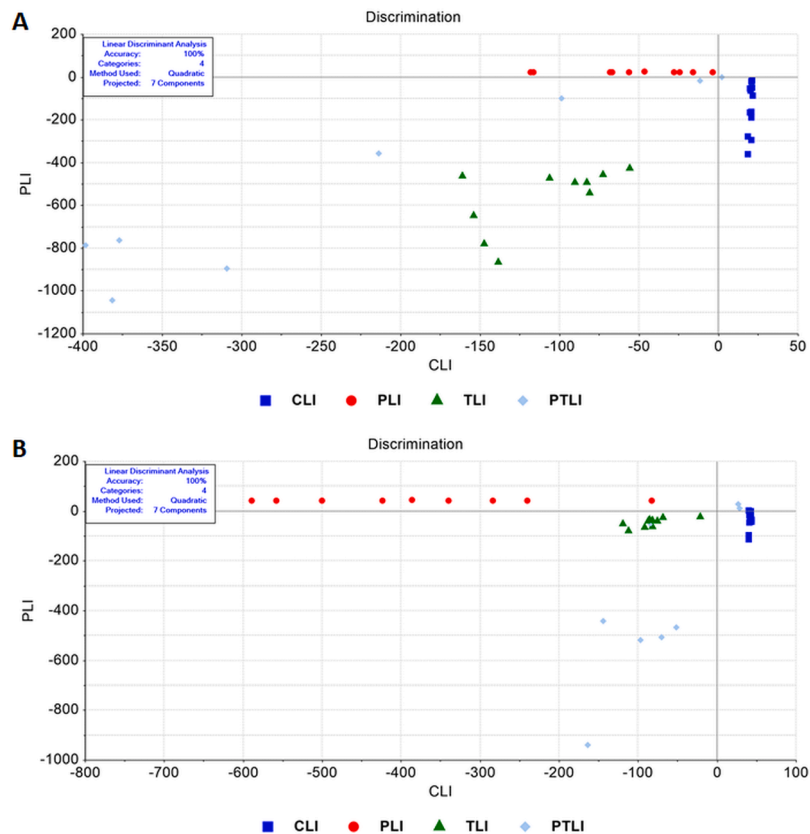 A
Discrimination
Linear Discriminant Analysis
Accuracy: 100%
Categories: 4
Method Used: Quadratic
Projected: 7 Components
200
0
-200
-400
-600
-800
-1000
-1200
PLI
-400 -350 -300 -250 -200 -150 -100 -50 0 50
CLI
CLI PLI TLI PTLI
B
Discrimination
Linear Discriminant Analysis
Accuracy: 100%
Categories: 4
Method Used: Quadratic
Projected: 7 Components
200
0
-200
-400
-600
-800
-1000
PLI
-800 -700 -600 -500 -400 -300 -200 -100 0 100
CLI
CLI PLI TLI PTLI